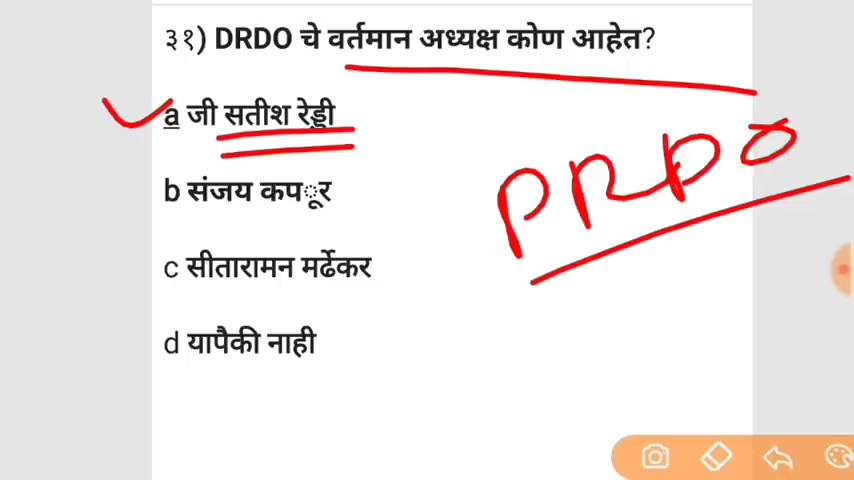 ३१) DRDO चे वर्तमान अध्यक्ष कोण आहेत?
a जी सतीश रेड्डी
PRDO
b संजय कपूर
c सीतारामन मर्ढेकर
d यापैकी नाही